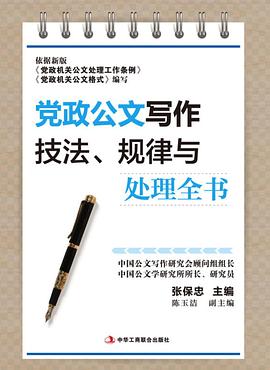 依据新版
《党政机关公文处理工作条例》
《党政机关公文格式》编写
党政公文写作
技法、规律与
处理全书
中国公文写作研究会顾问组组长
中国公文学研究所所长、研究员
张保忠 主编
陈玉洁 副主编
中华工商联合出版社